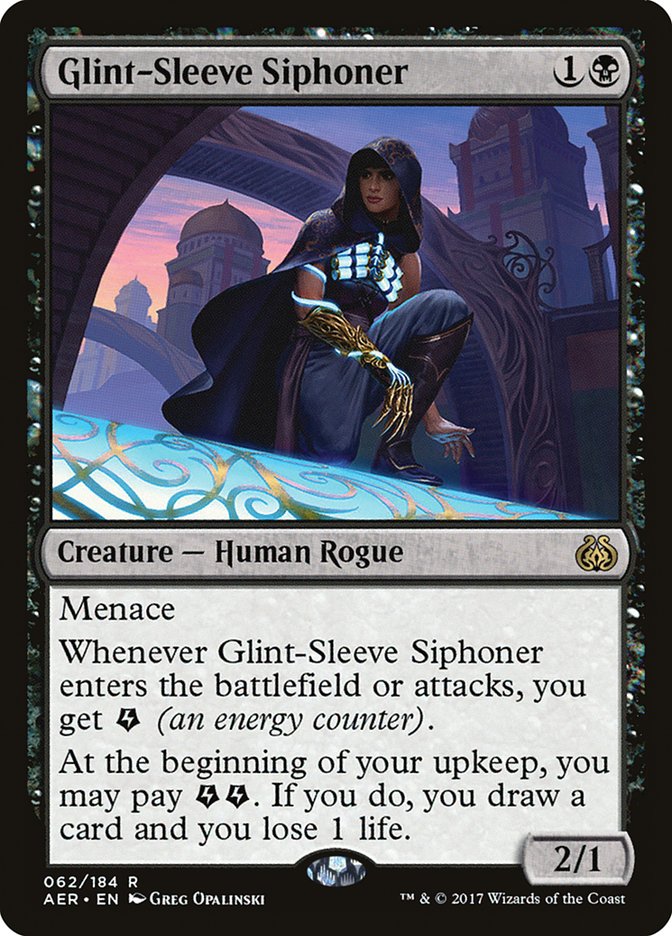 Glint-Sleeve Siphoner 1
Creature — Human Rogue
Menace
Whenever Glint-Sleeve Siphoner
enters the battlefield or attacks, you
get (an energy counter).
At the beginning of your upkeep, you
may pay . If you do, you draw a
card and you lose 1 life.
2/1
062/184 R
AER • EN Greg Opalinski
™ & © 2017 Wizards of the Coast